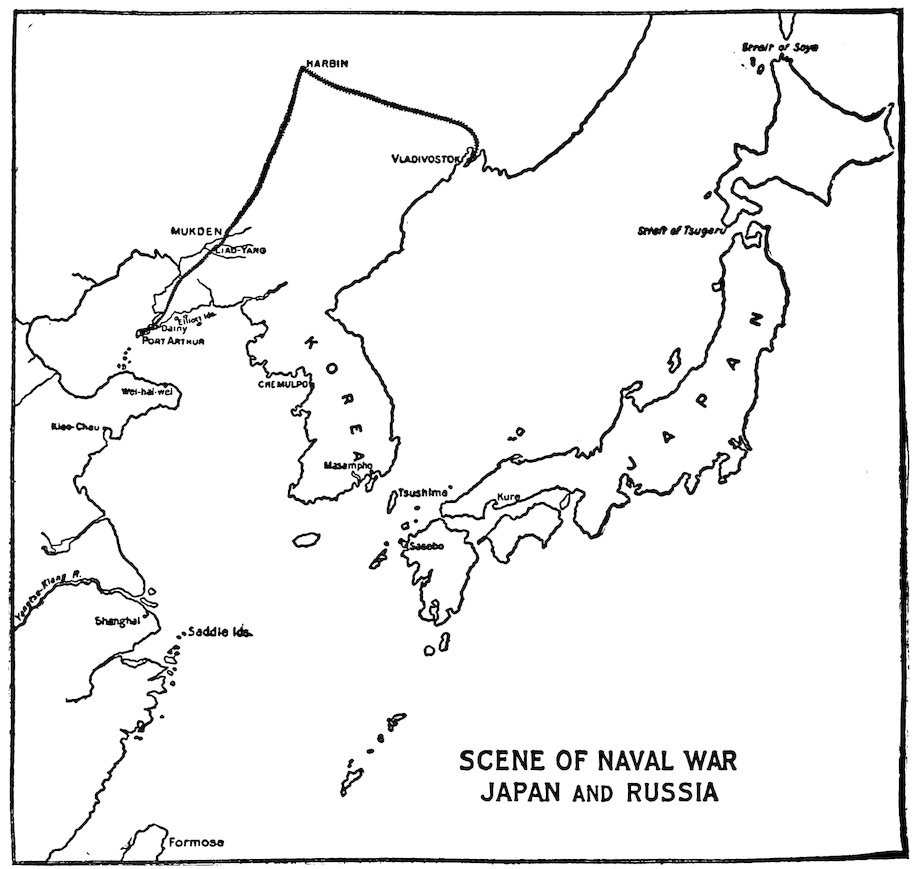 Strait of Soya
HARBIN
VLADIVOSTOK
MUKDEN
LIAO-YANG
Strait of Tsugaru
Elliott Ids.
Dalny
PORT ARTHUR
KOREA
JAPAN
CHEMULPO
Wei-hai-wei
Kiao-Chau
Masampho
Tsushima
Kure
Sasebo
Yangtse-Kiang R.
Shanghai
Saddle Ids.
SCENE OF NAVAL WAR
JAPAN AND RUSSIA
Formosa